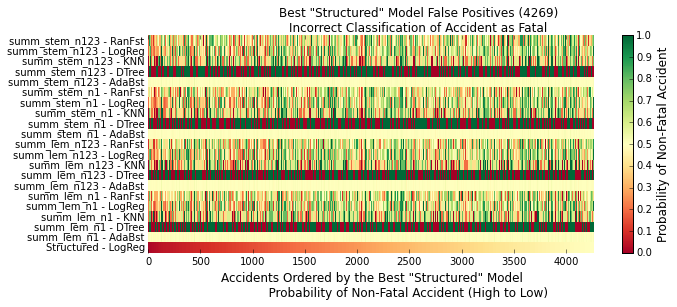 Best "Structured" Model False Positives (4269)
Incorrect Classification of Accident as Fatal
summ_stem_n123 - RanFst
summ_stem_n123 - LogReg
summ_stem_n123 - KNN
summ_stem_n123 - DTree
summ_stem_n123 - AdaBst
summ_stem_n1 - RanFst
summ_stem_n1 - LogReg
summ_stem_n1 - KNN
summ_stem_n1 - DTree
summ_stem_n1 - AdaBst
summ_lem_n123 - RanFst
summ_lem_n123 - LogReg
summ_lem_n123 - KNN
summ_lem_n123 - DTree
summ_lem_n123 - AdaBst
summ_lem_n1 - RanFst
summ_lem_n1 - LogReg
summ_lem_n1 - KNN
summ_lem_n1 - DTree
summ_lem_n1 - AdaBst
Structured - LogReg
0 500 1000 1500 2000 2500 3000 3500 4000
Accidents Ordered by the Best "Structured" Model
Probability of Non-Fatal Accident (High to Low)
1.0
0.9
0.8
0.7
0.6
0.5
0.4
0.3
0.2
0.1
0.0
Probability of Non-Fatal Accident